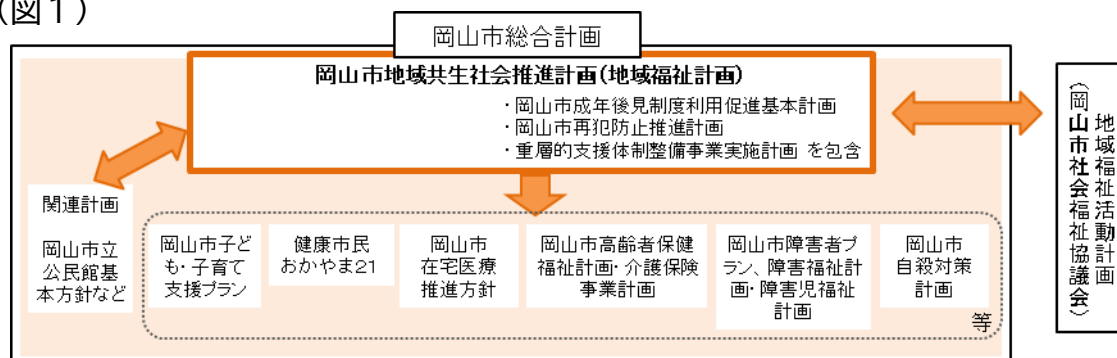 (図1)
岡山市総合計画
岡山市地域共生社会推進計画(地域福祉計画)
・岡山市成年後見制度利用促進基本計画
・岡山市再犯防止推進計画
・重層的支援体制整備事業実施計画 を包含
関連計画
岡山市立
公民館基
本方針など
岡山市子ど
も・子育て
支援プラン
健康市民
おかやま21
岡山市
在宅医療
推進方針
岡山市高齢者保健
福祉計画・介護保険
事業計画
岡山市障害者プ
ラン、障害福祉計
画・障害児福祉
計画
岡山市
自殺対策
計画
等
地域福祉活動計画
(岡山市社会福祉協議会)